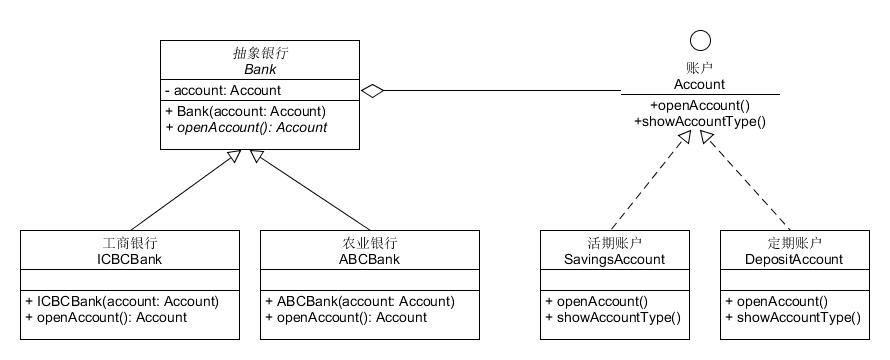 抽象银行
Bank
- account: Account
+ Bank(account: Account)
+ openAccount(): Account
账户
Account
+openAccount()
+showAccountType()
工商银行
ICBCBank
+ ICBCBank(account: Account)
+ openAccount(): Account
农业银行
ABCBank
+ ABCBank(account: Account)
+ openAccount(): Account
活期账户
SavingsAccount
+ openAccount()
+ showAccountType()
定期账户
DepositAccount
+ openAccount()
+ showAccountType()